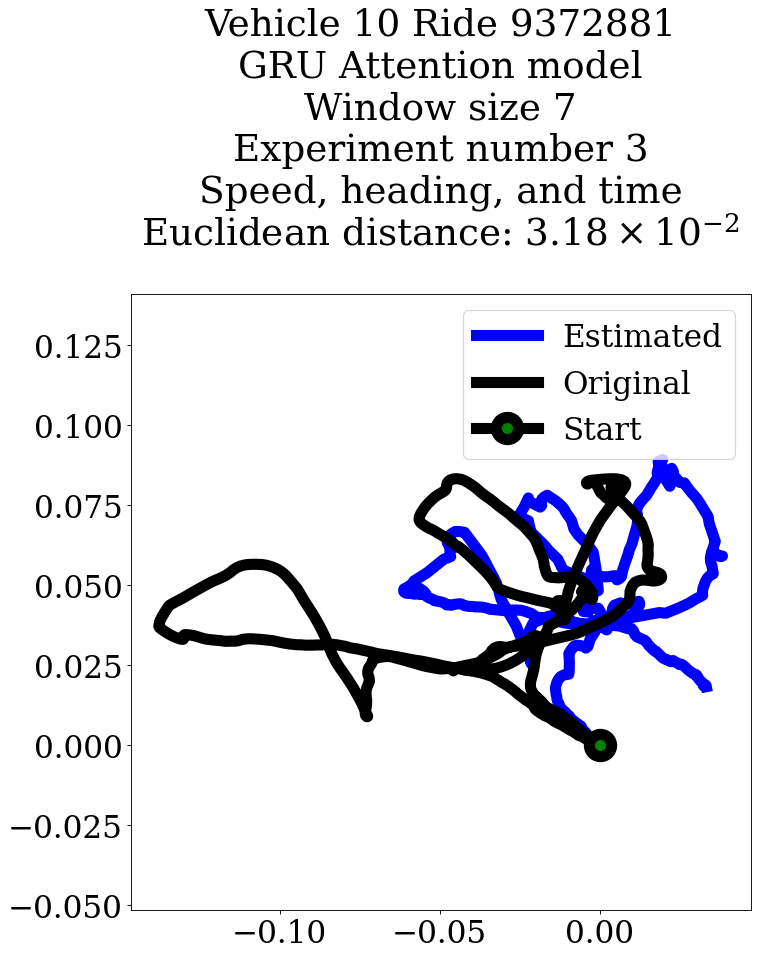 Vehicle 10 Ride 9372881
GRU Attention model
Window size 7
Experiment number 3
Speed, heading, and time
Euclidean distance: 3.18 × 10⁻²
Estimated
Original
Start
0.125
0.100
0.075
0.050
0.025
0.000
−0.025
−0.050
−0.10
−0.05
0.00